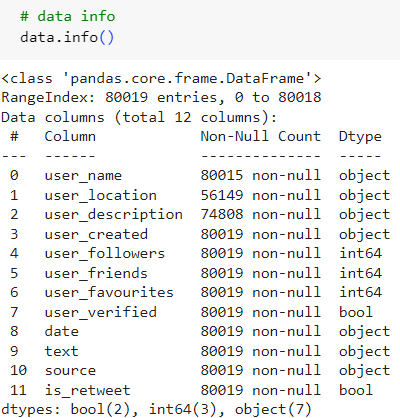 # data info
data.info()
<class 'pandas.core.frame.DataFrame'>
RangeIndex: 80019 entries, 0 to 80018
Data columns (total 12 columns):
 #   Column            Non-Null Count  Dtype
---  ------            --------------  -----
 0   user_name         80015 non-null  object
 1   user_location     56149 non-null  object
 2   user_description  74808 non-null  object
 3   user_created      80019 non-null  object
 4   user_followers    80019 non-null  int64
 5   user_friends      80019 non-null  int64
 6   user_favourites   80019 non-null  int64
 7   user_verified     80019 non-null  bool
 8   date              80019 non-null  object
 9   text              80019 non-null  object
 10  source            80019 non-null  object
 11  is_retweet        80019 non-null  bool
dtypes: bool(2), int64(3), object(7)